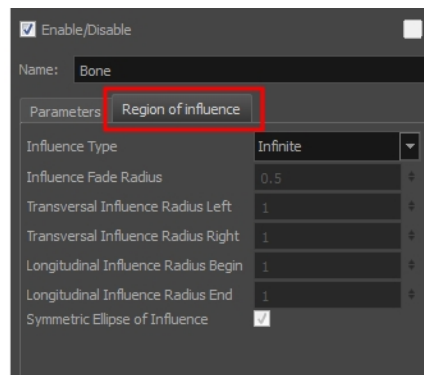 Enable/Disable
Name: Bone
Parameters Region of influence
Influence Type Infinite
Influence Fade Radius 0.5
Transversal Influence Radius Left 1
Transversal Influence Radius Right 1
Longitudinal Influence Radius Begin 1
Longitudinal Influence Radius End 1
Symmetric Ellipse of Influence